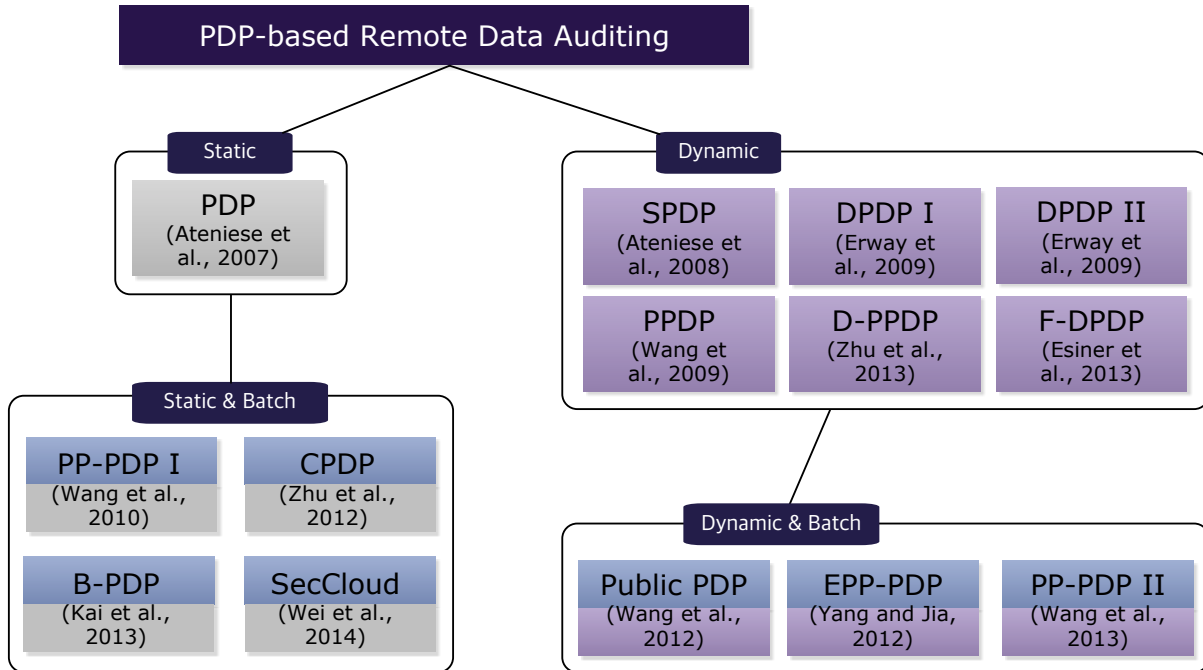 PDP-based Remote Data Auditing
Static
PDP
(Ateniese et
al., 2007)
Dynamic
SPDP
(Ateniese et
al., 2008)
DPDP I
(Erway et
al., 2009)
DPDP II
(Erway et
al., 2009)
PPDP
(Wang et
al., 2009)
D-PPDP
(Zhu et al.,
2013)
F-DPDP
(Esiner et
al., 2013)
Static & Batch
PP-PDP I
(Wang et al.,
2010)
CPDP
(Zhu et al.,
2012)
B-PDP
(Kai et al.,
2013)
SecCloud
(Wei et al.,
2014)
Dynamic & Batch
Public PDP
(Wang et al.,
2012)
EPP-PDP
(Yang and Jia,
2012)
PP-PDP II
(Wang et al.,
2013)